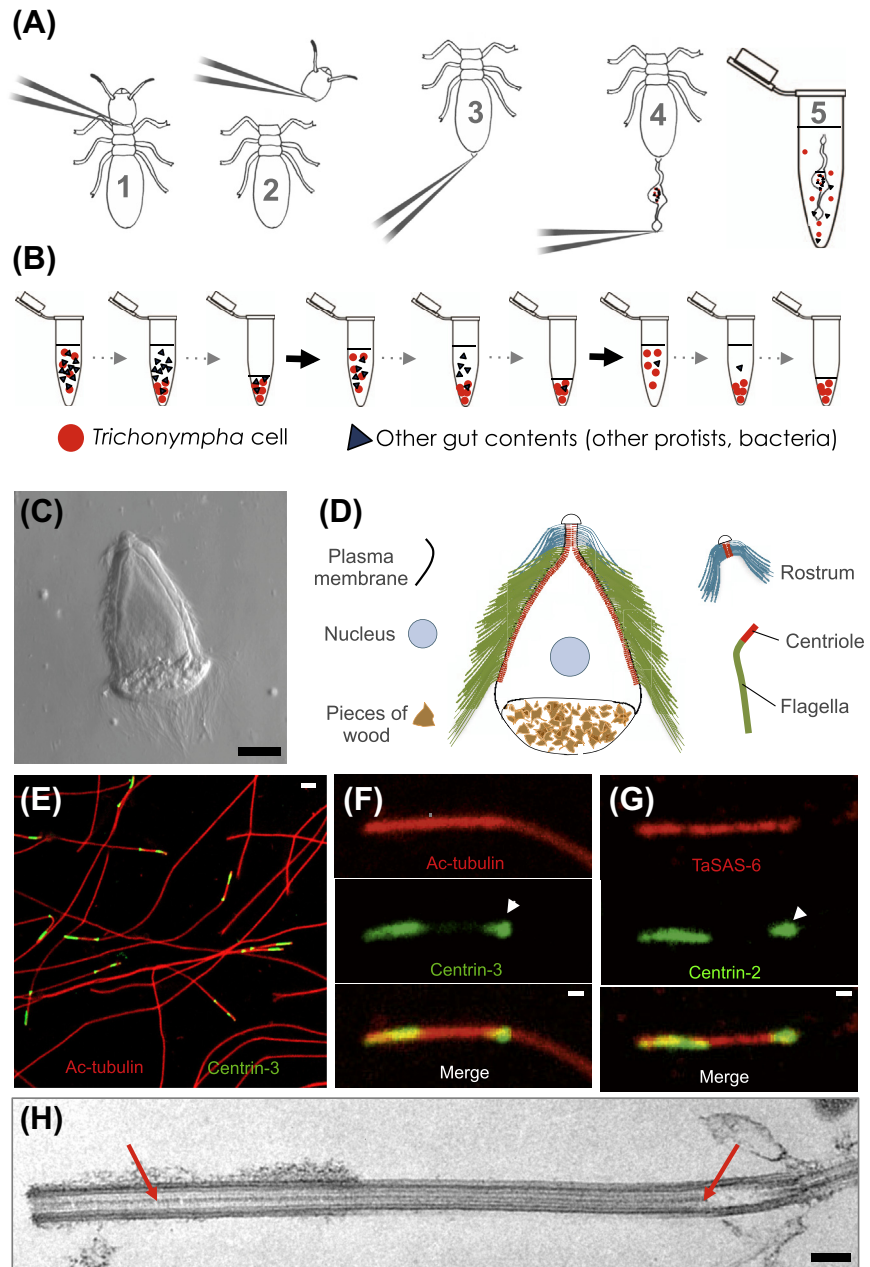 (A)
1
2
3
4
5
(B)
Trichonympha cell
Other gut contents (other protists, bacteria)
(C)
(D)
Plasma
membrane
Nucleus
Pieces of
wood
Rostrum
Centriole
Flagella
(E)
Ac-tubulin
Centrin-3
(F)
Ac-tubulin
Centrin-3
Merge
(G)
TaSAS-6
Centrin-2
Merge
(H)